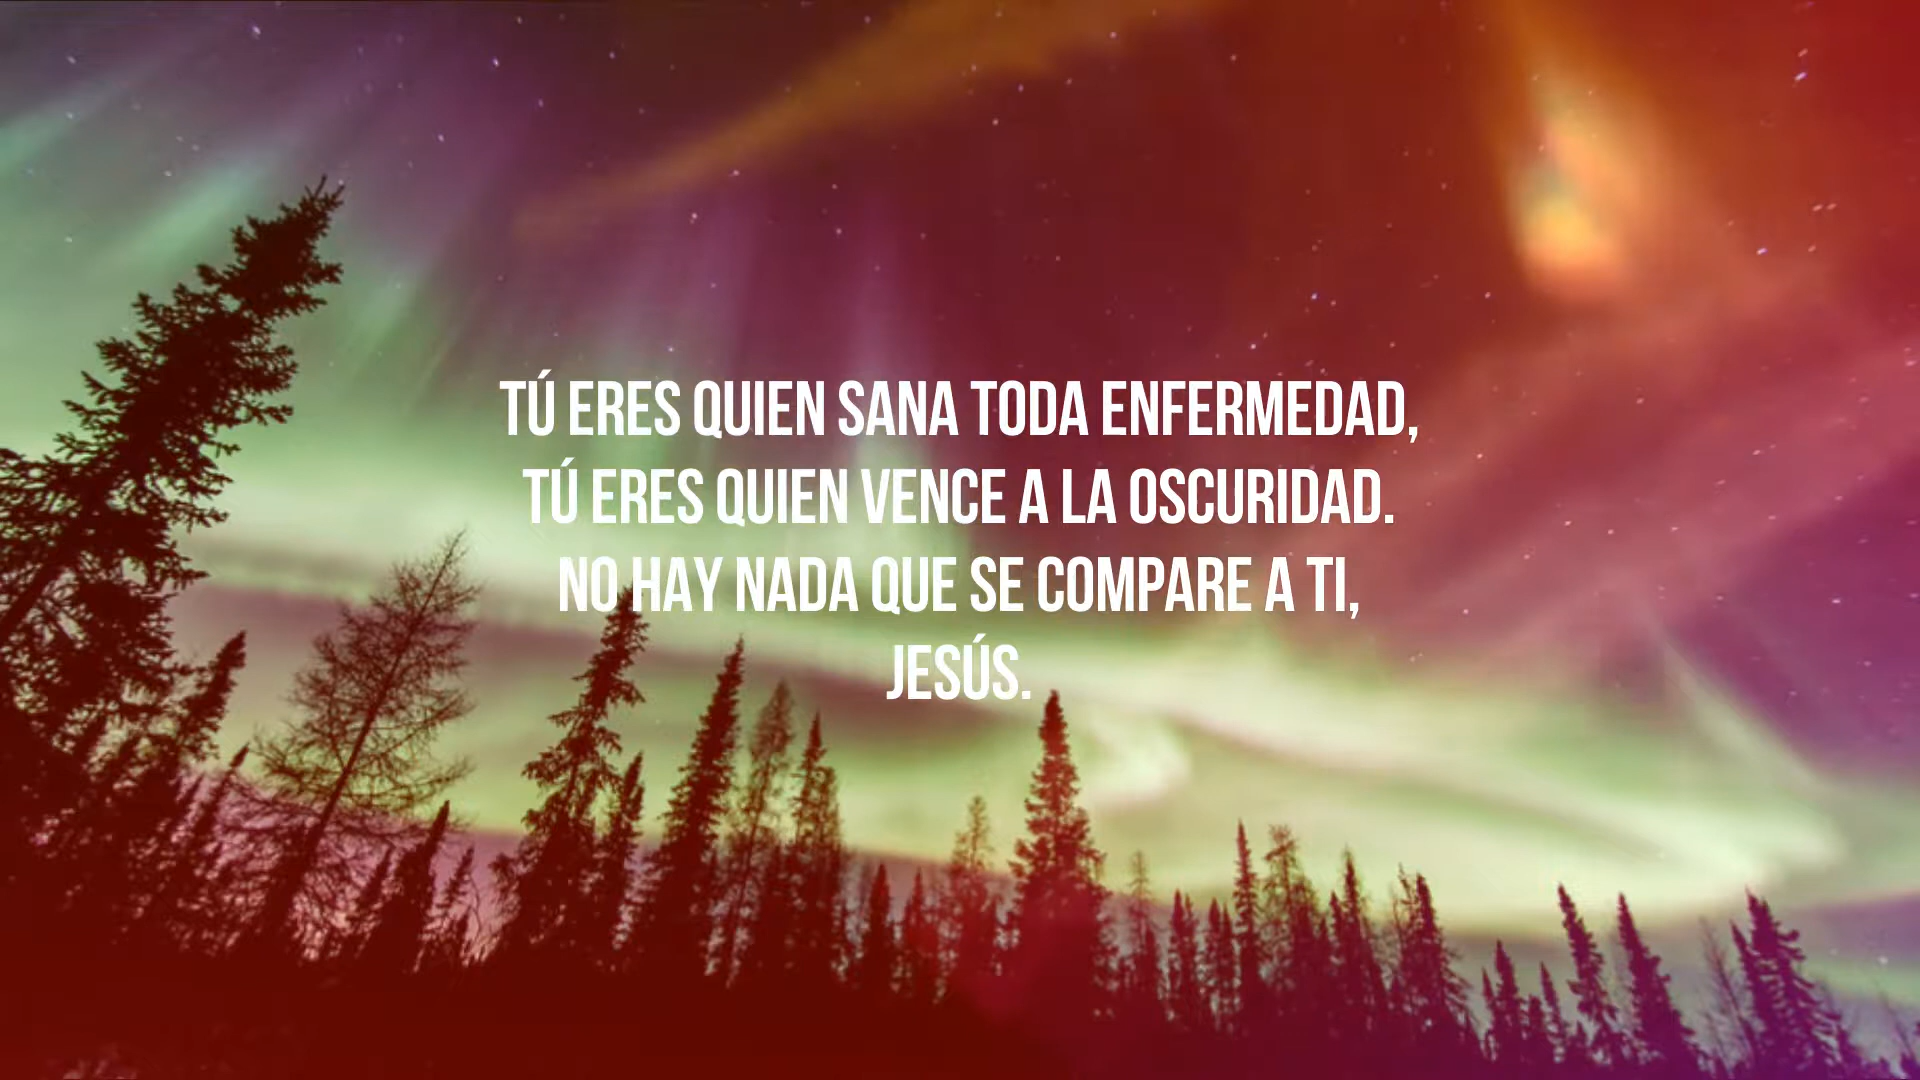 TÚ ERES QUIEN SANA TODA ENFERMEDAD,
TÚ ERES QUIEN VENCE A LA OSCURIDAD.
NO HAY NADA QUE SE COMPARE A TI,
JESÚS.